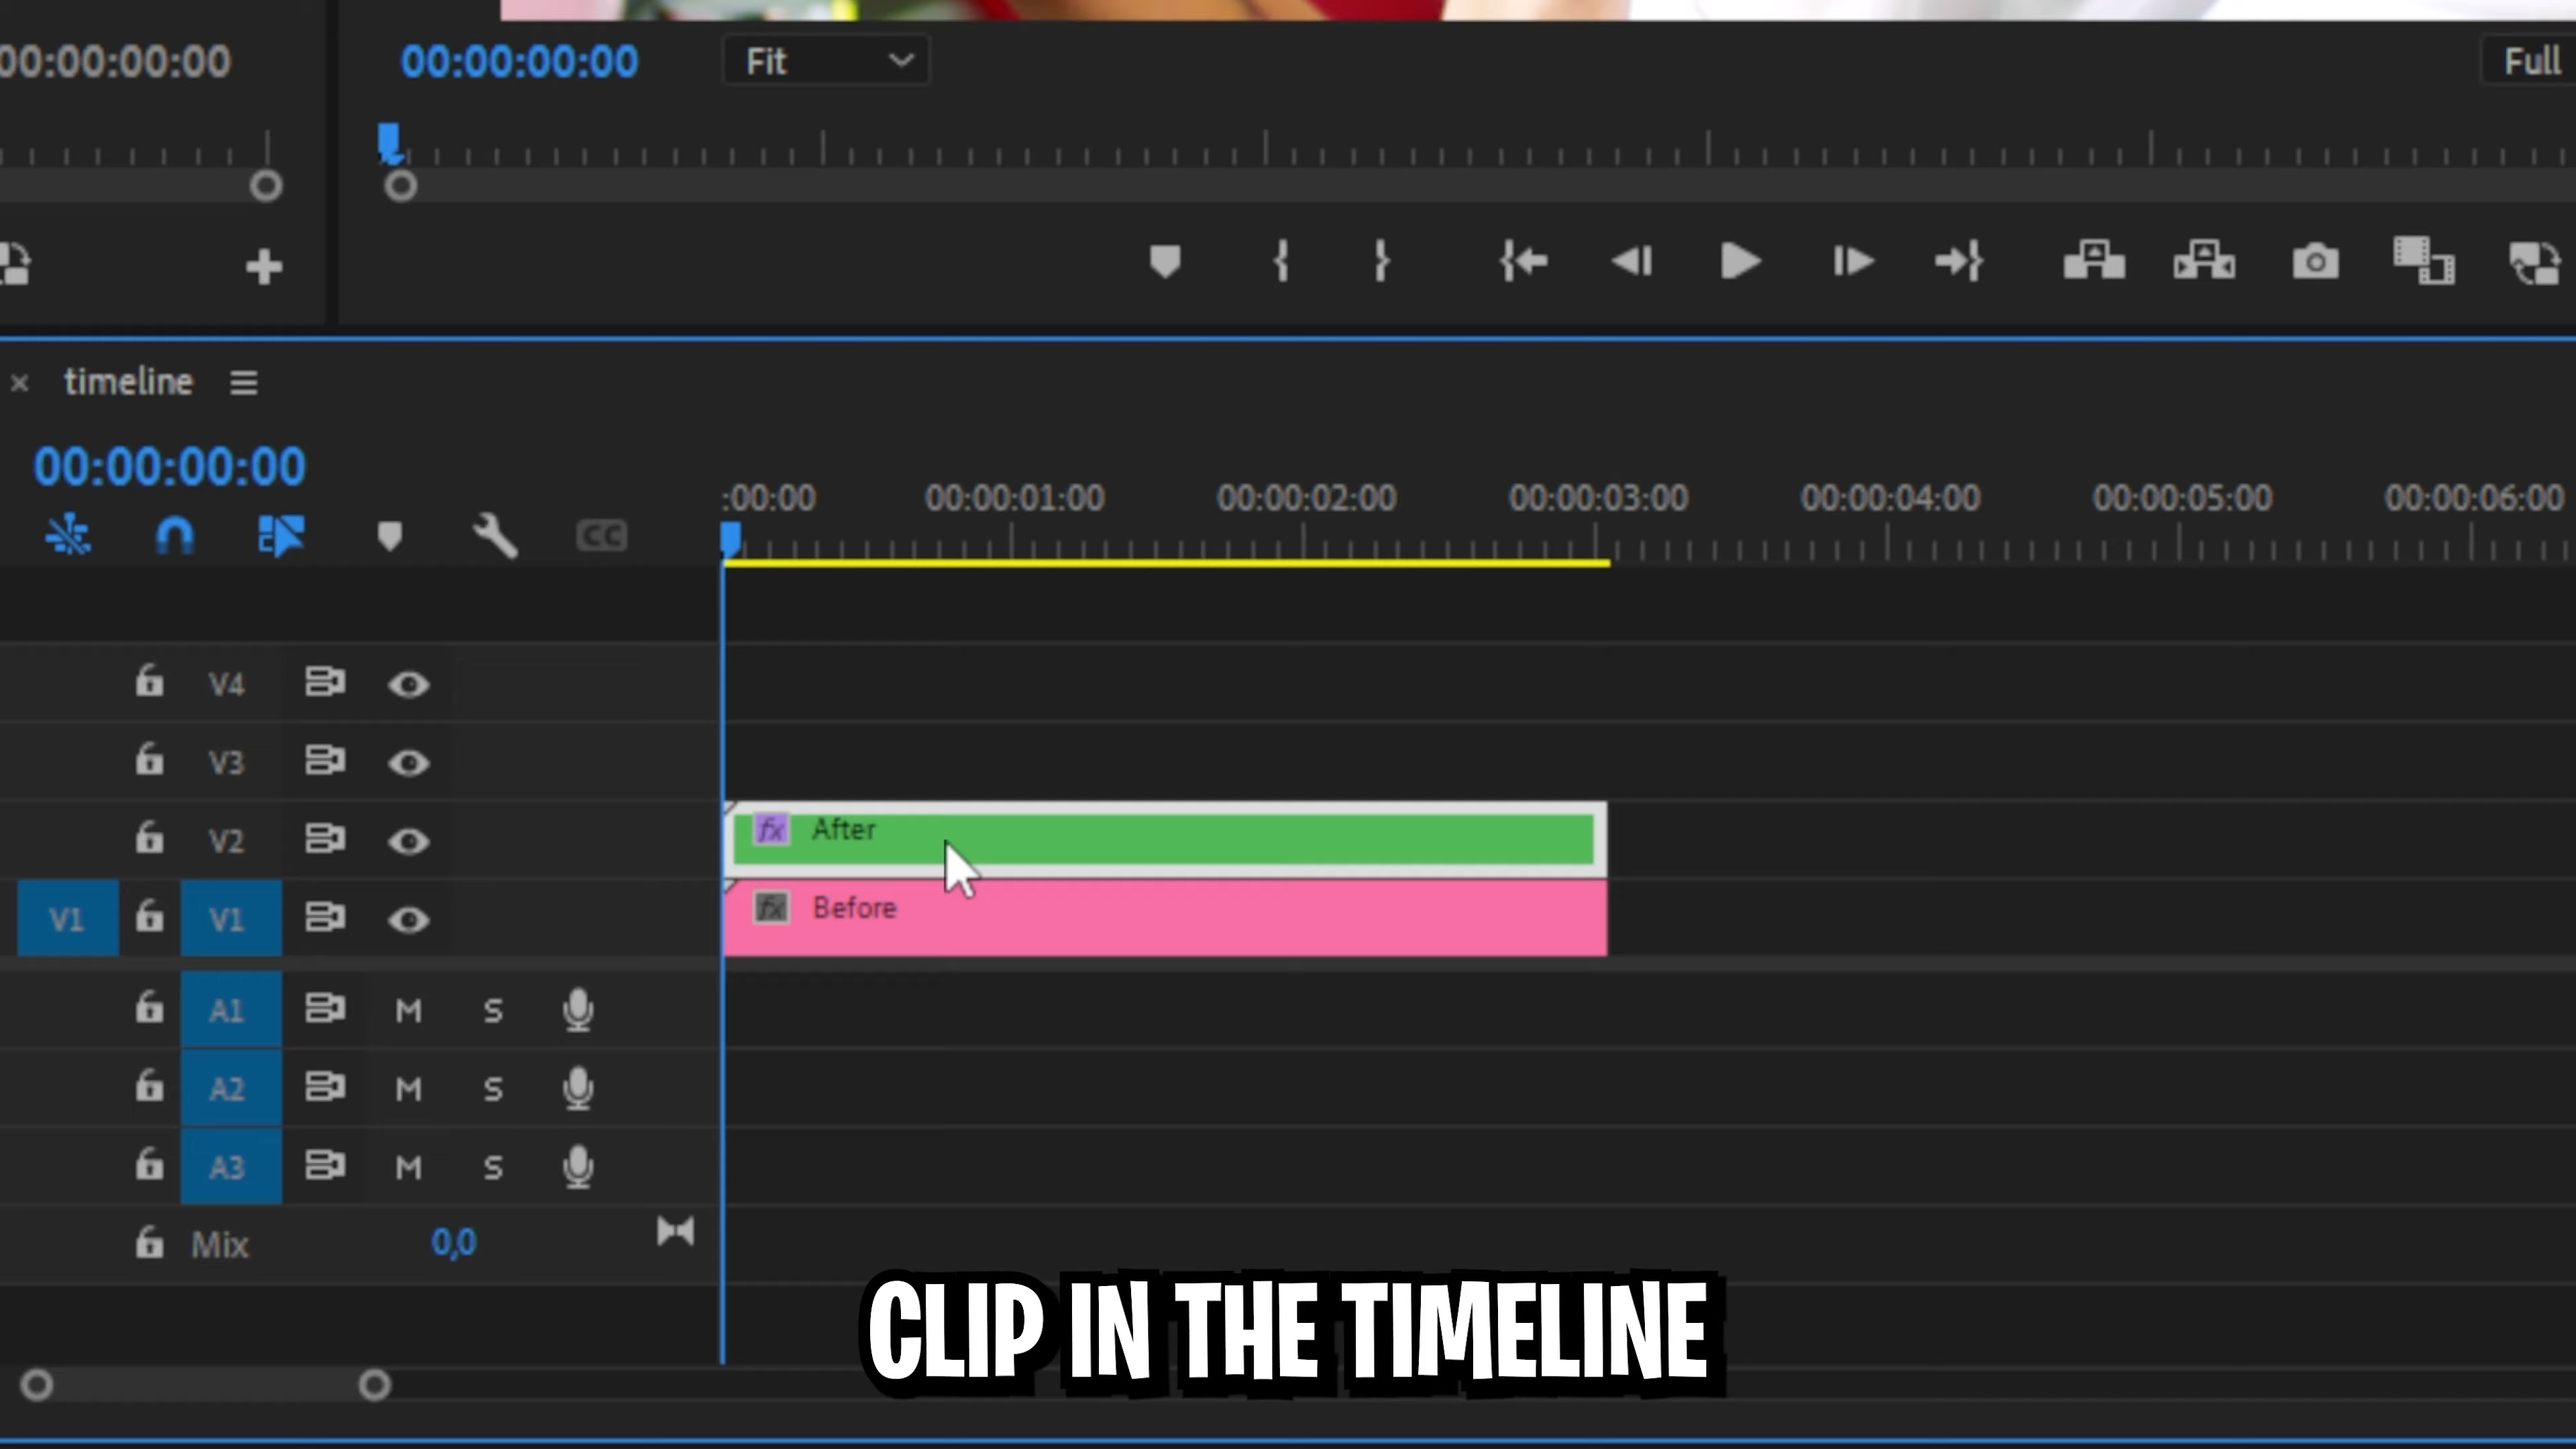 00:00:00:00
00:00:00:00 Fit Full
timeline
00:00:00:00
:00:00 00:00:01:00 00:00:02:00 00:00:03:00 00:00:04:00 00:00:05:00 00:00:06:00
CC
V4
V3
V2 fx After
V1 V1 fx Before
A1 M S
A2 M S
A3 M S
Mix 0,0
CLIP IN THE TIMELINE